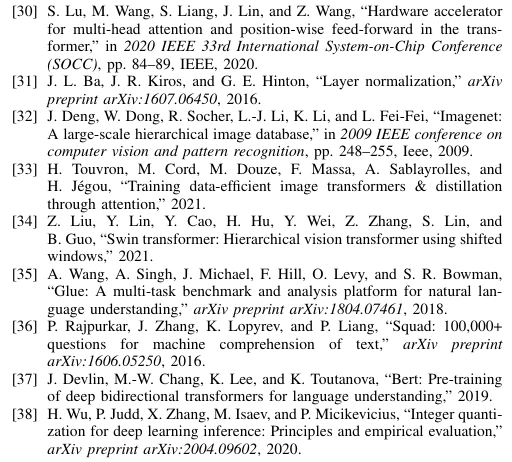 [30] S. Lu, M. Wang, S. Liang, J. Lin, and Z. Wang, “Hardware accelerator
for multi-head attention and position-wise feed-forward in the trans-
former,” in 2020 IEEE 33rd International System-on-Chip Conference
(SOCC), pp. 84–89, IEEE, 2020.
[31] J. L. Ba, J. R. Kiros, and G. E. Hinton, “Layer normalization,” arXiv
preprint arXiv:1607.06450, 2016.
[32] J. Deng, W. Dong, R. Socher, L.-J. Li, K. Li, and L. Fei-Fei, “Imagenet:
A large-scale hierarchical image database,” in 2009 IEEE conference on
computer vision and pattern recognition, pp. 248–255, Ieee, 2009.
[33] H. Touvron, M. Cord, M. Douze, F. Massa, A. Sablayrolles, and
H. Jégou, “Training data-efficient image transformers & distillation
through attention,” 2021.
[34] Z. Liu, Y. Lin, Y. Cao, H. Hu, Y. Wei, Z. Zhang, S. Lin, and
B. Guo, “Swin transformer: Hierarchical vision transformer using shifted
windows,” 2021.
[35] A. Wang, A. Singh, J. Michael, F. Hill, O. Levy, and S. R. Bowman,
“Glue: A multi-task benchmark and analysis platform for natural lan-
guage understanding,” arXiv preprint arXiv:1804.07461, 2018.
[36] P. Rajpurkar, J. Zhang, K. Lopyrev, and P. Liang, “Squad: 100,000+
questions for machine comprehension of text,” arXiv preprint
arXiv:1606.05250, 2016.
[37] J. Devlin, M.-W. Chang, K. Lee, and K. Toutanova, “Bert: Pre-training
of deep bidirectional transformers for language understanding,” 2019.
[38] H. Wu, P. Judd, X. Zhang, M. Isaev, and P. Micikevicius, “Integer quanti-
zation for deep learning inference: Principles and empirical evaluation,”
arXiv preprint arXiv:2004.09602, 2020.